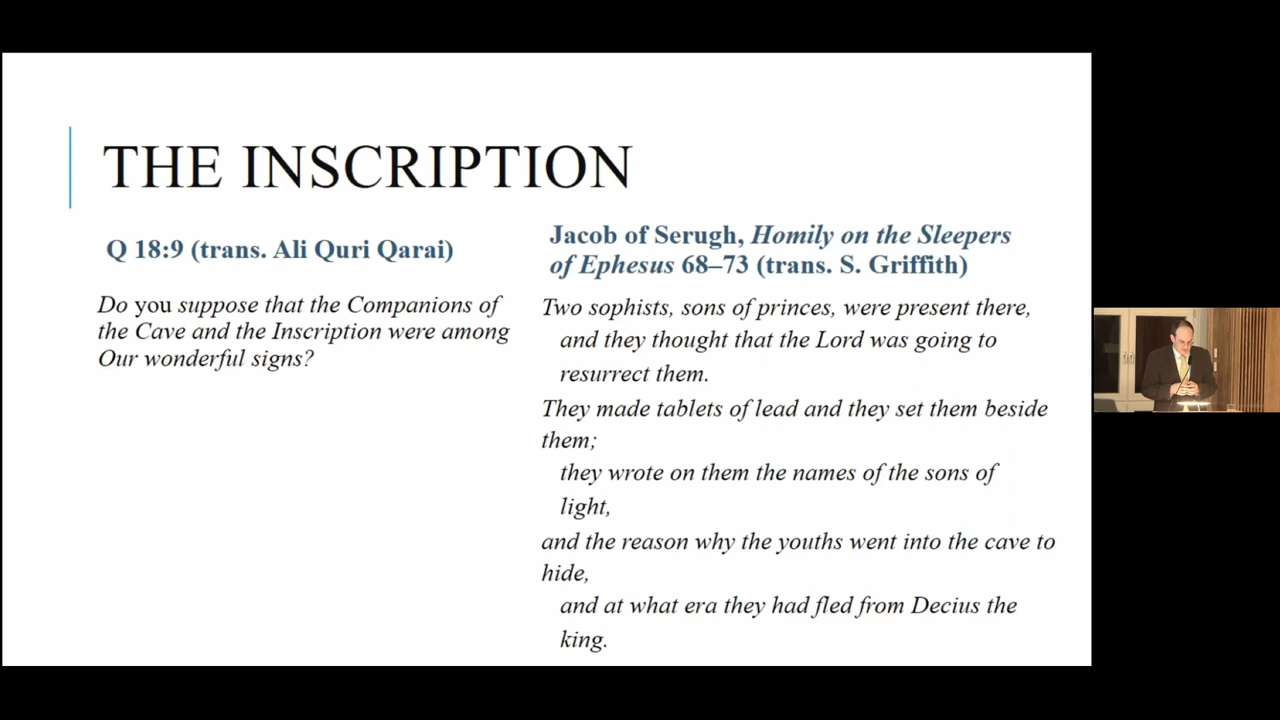 THE INSCRIPTION
Q 18:9 (trans. Ali Quri Qarai)
Do you suppose that the Companions of
the Cave and the Inscription were among
Our wonderful signs?
Jacob of Serugh, Homily on the Sleepers
of Ephesus 68–73 (trans. S. Griffith)
Two sophists, sons of princes, were present there,
and they thought that the Lord was going to
resurrect them.
They made tablets of lead and they set them beside
them;
they wrote on them the names of the sons of
light,
and the reason why the youths went into the cave to
hide,
and at what era they had fled from Decius the
king.